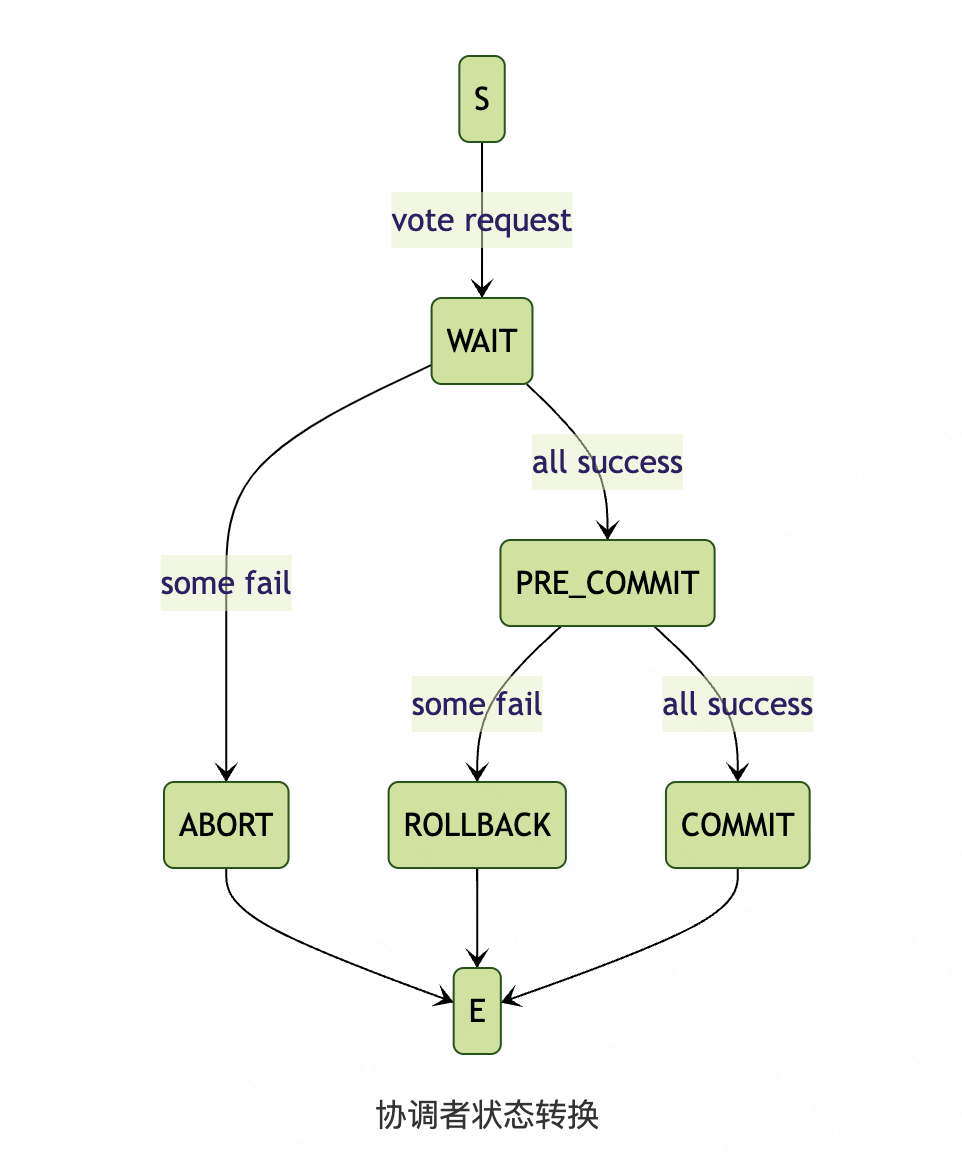 S
vote request
WAIT
all success
some fail
PRE_COMMIT
some fail
all success
ABORT
ROLLBACK
COMMIT
E
协调者状态转换